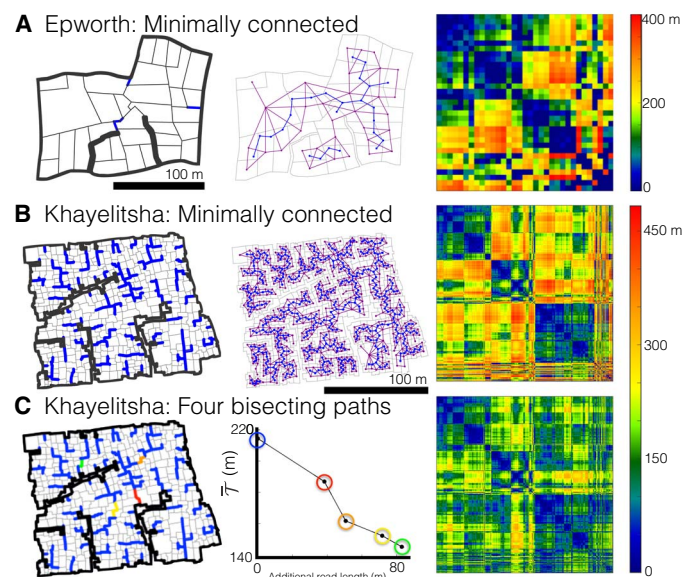 A Epworth: Minimally connected
400 m
200
0
100 m
B Khayelitsha: Minimally connected
450 m
300
150
0
100 m
C Khayelitsha: Four bisecting paths
220
T̄ (m)
140
0
80
Additional road length (m)